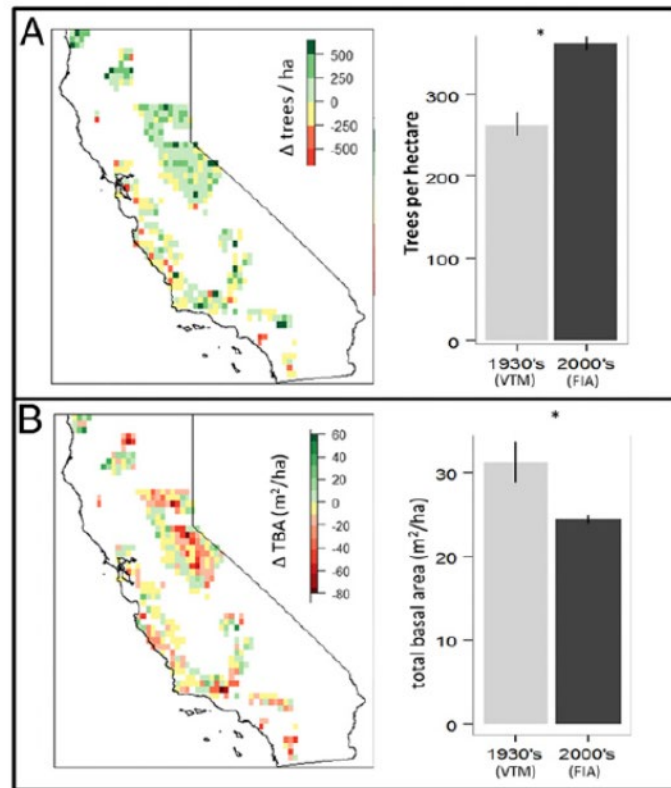 A
Δ trees / ha
500
250
0
-250
-500
*
Trees per hectare
300
200
100
0
1930's
(VTM)
2000's
(FIA)
B
Δ TBA (m²/ha)
60
40
20
0
-20
-40
-60
-80
*
total basal area (m²/ha)
30
20
10
0
1930's
(VTM)
2000's
(FIA)